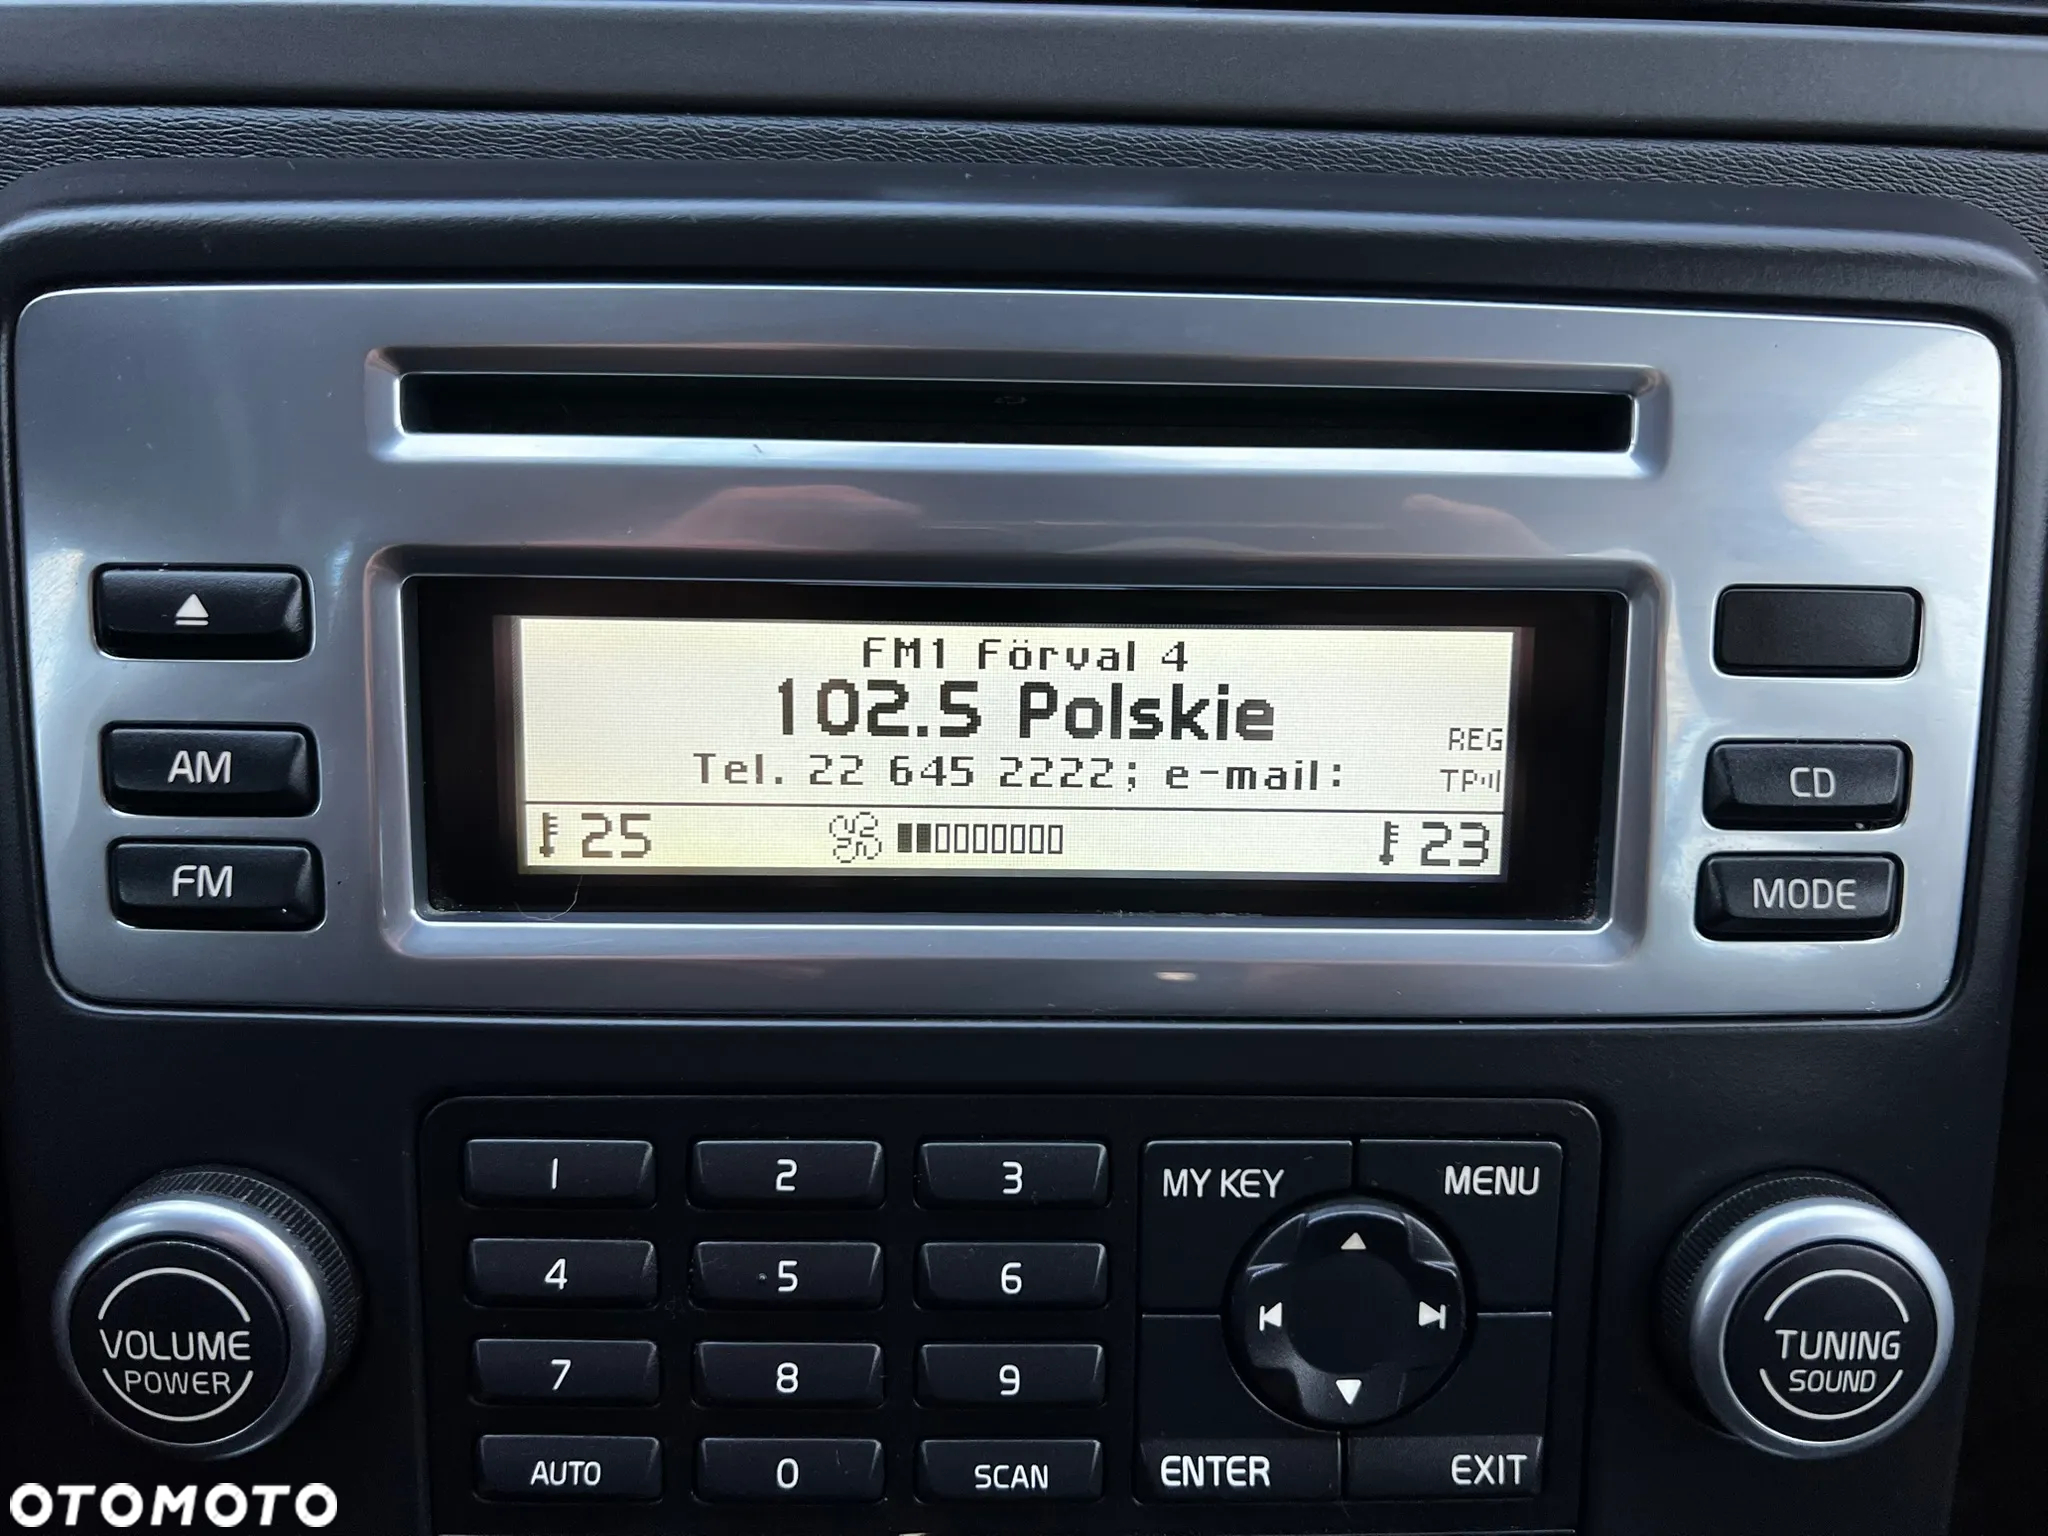 FM1 Förval 4
102.5 Polskie
REG
Tel. 22 645 2222; e-mail:
TP
25
23
AM
FM
CD
MODE
1 2 3
4 5 6
7 8 9
AUTO 0 SCAN
MY KEY
MENU
ENTER
EXIT
VOLUME
POWER
TUNING
SOUND
OTOMOTO